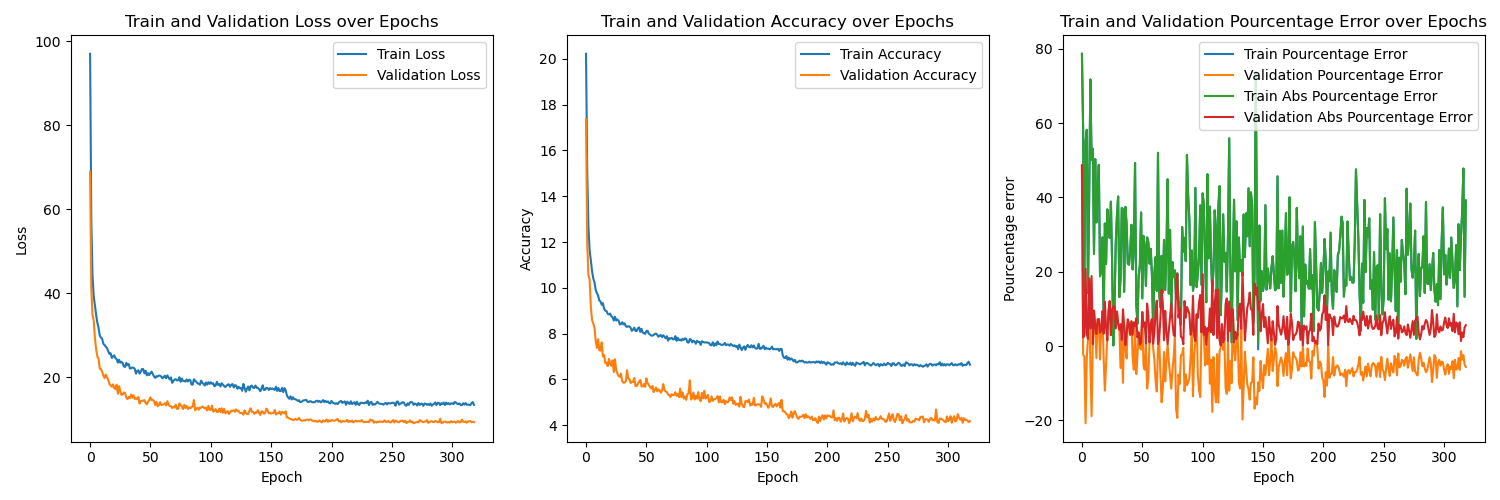 Train and Validation Loss over Epochs
Train Loss
Validation Loss
100
80
60
40
20
Loss
0
50
100
150
200
250
300
Epoch
Train and Validation Accuracy over Epochs
Train Accuracy
Validation Accuracy
20
18
16
14
12
10
8
6
4
Accuracy
0
50
100
150
200
250
300
Epoch
Train and Validation Pourcentage Error over Epochs
Train Pourcentage Error
Validation Pourcentage Error
Train Abs Pourcentage Error
Validation Abs Pourcentage Error
80
60
40
20
0
−20
Pourcentage error
0
50
100
150
200
250
300
Epoch